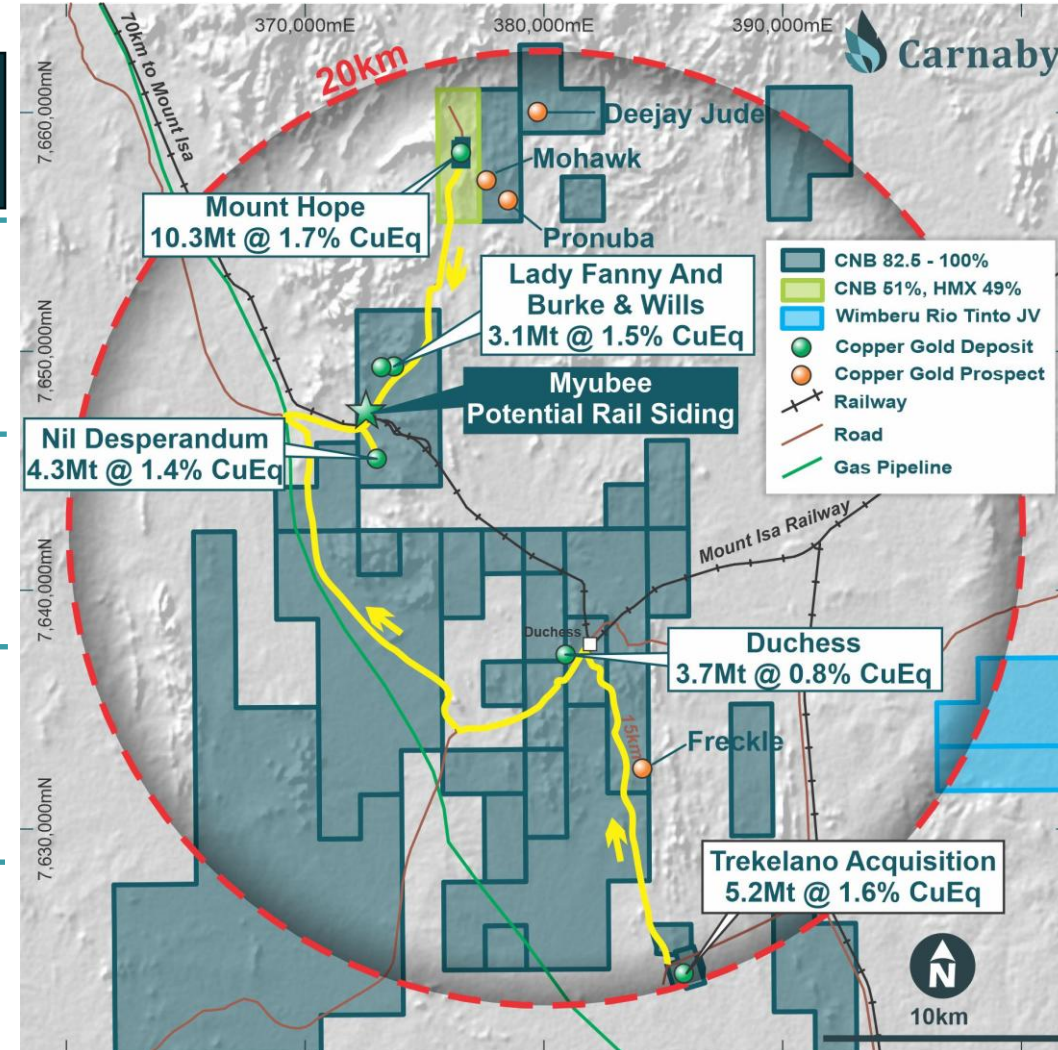 370,000mE
380,000mE
390,000mE
Carnaby
7,660,000mN
7,650,000mN
7,640,000mN
7,630,000mN
70km to Mount Isa
20km
Deejay Jude
Mohawk
Pronuba
Mount Hope
10.3Mt @ 1.7% CuEq
Lady Fanny And
Burke & Wills
3.1Mt @ 1.5% CuEq
Myubee
Potential Rail Siding
Nil Desperandum
4.3Mt @ 1.4% CuEq
CNB 82.5 - 100%
CNB 51%, HMX 49%
Wimberu Rio Tinto JV
Copper Gold Deposit
Copper Gold Prospect
Railway
Road
Gas Pipeline
Mount Isa Railway
Duchess
Duchess
3.7Mt @ 0.8% CuEq
15km
Freckle
Trekelano Acquisition
5.2Mt @ 1.6% CuEq
N
10km